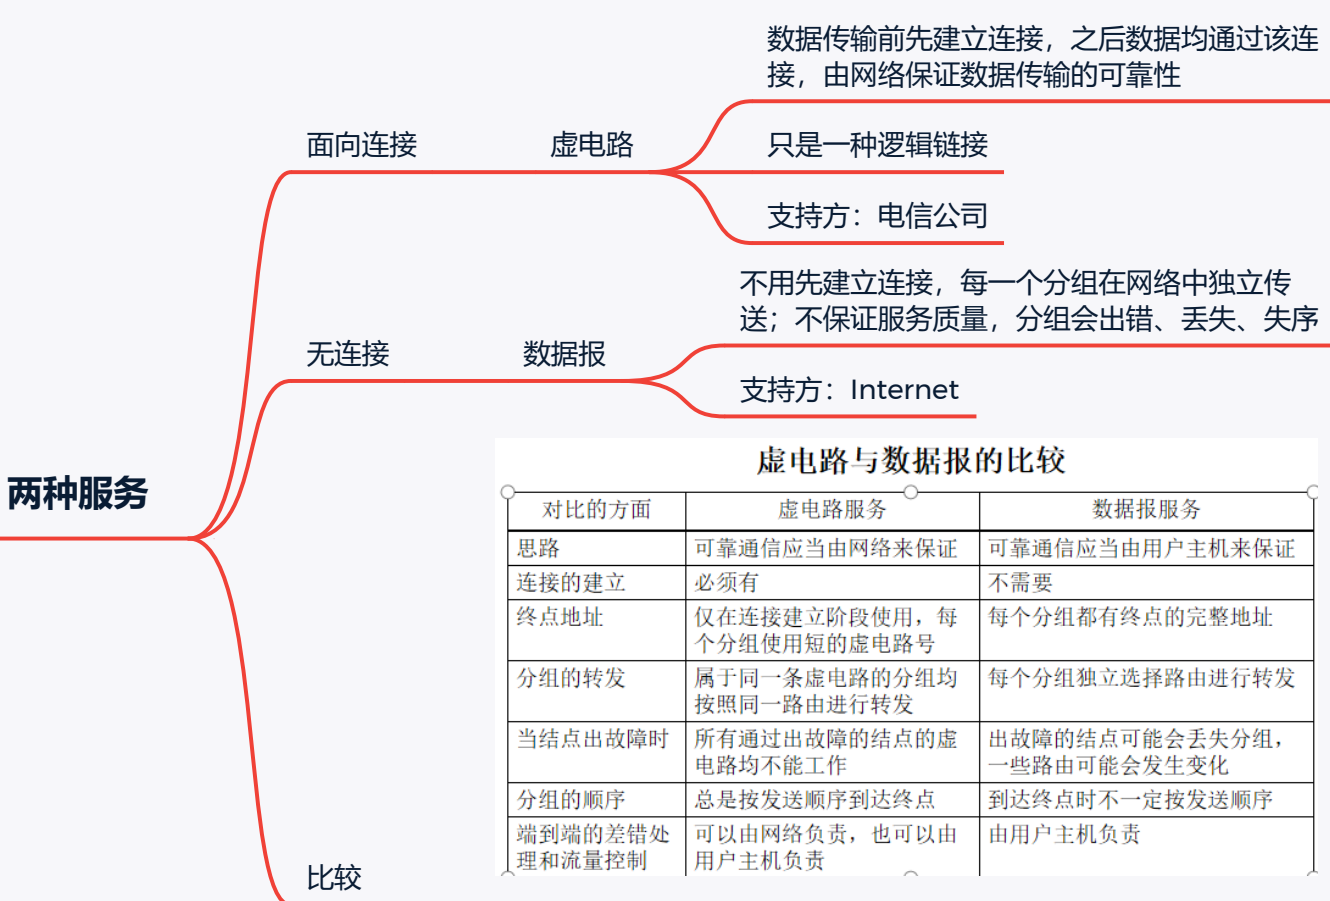 两种服务
面向连接
虚电路
数据传输前先建立连接，之后数据均通过该连
接，由网络保证数据传输的可靠性
只是一种逻辑链接
支持方：电信公司
无连接
数据报
不用先建立连接，每一个分组在网络中独立传
送；不保证服务质量，分组会出错、丢失、失序
支持方：Internet
比较
虚电路与数据报的比较
对比的方面 虚电路服务 数据报服务
思路 可靠通信应当由网络来保证 可靠通信应当由用户主机来保证
连接的建立 必须有 不需要
终点地址 仅在连接建立阶段使用，每 每个分组都有终点的完整地址
个分组使用短的虚电路号
分组的转发 属于同一条虚电路的分组均 每个分组独立选择路由进行转发
按照同一路由进行转发
当结点出故障时 所有通过出故障的结点的虚 出故障的结点可能会丢失分组，
电路均不能工作 一些路由可能会发生变化
分组的顺序 总是按发送顺序到达终点 到达终点时不一定按发送顺序
端到端的差错处 可以由网络负责，也可以由 由用户主机负责
理和流量控制 用户主机负责